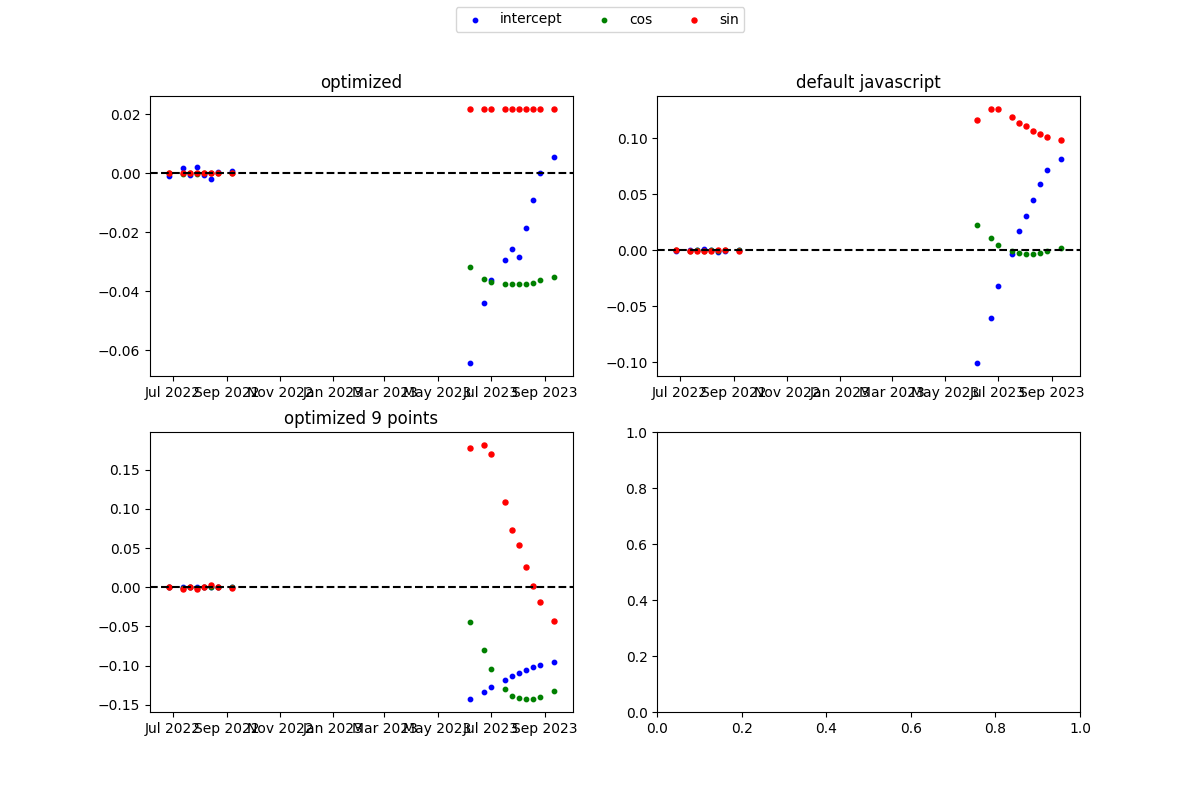 intercept cos sin
optimized
0.02
0.00
−0.02
−0.04
−0.06
Jul 2022 Sep 2022 Nov 2022 Jan 2023 Mar 2023 May 2023 Jul 2023 Sep 2023
default javascript
0.10
0.05
0.00
−0.05
−0.10
Jul 2022 Sep 2022 Nov 2022 Jan 2023 Mar 2023 May 2023 Jul 2023 Sep 2023
optimized 9 points
0.15
0.10
0.05
0.00
−0.05
−0.10
−0.15
Jul 2022 Sep 2022 Nov 2022 Jan 2023 Mar 2023 May 2023 Jul 2023 Sep 2023
1.0
0.8
0.6
0.4
0.2
0.0
0.0 0.2 0.4 0.6 0.8 1.0